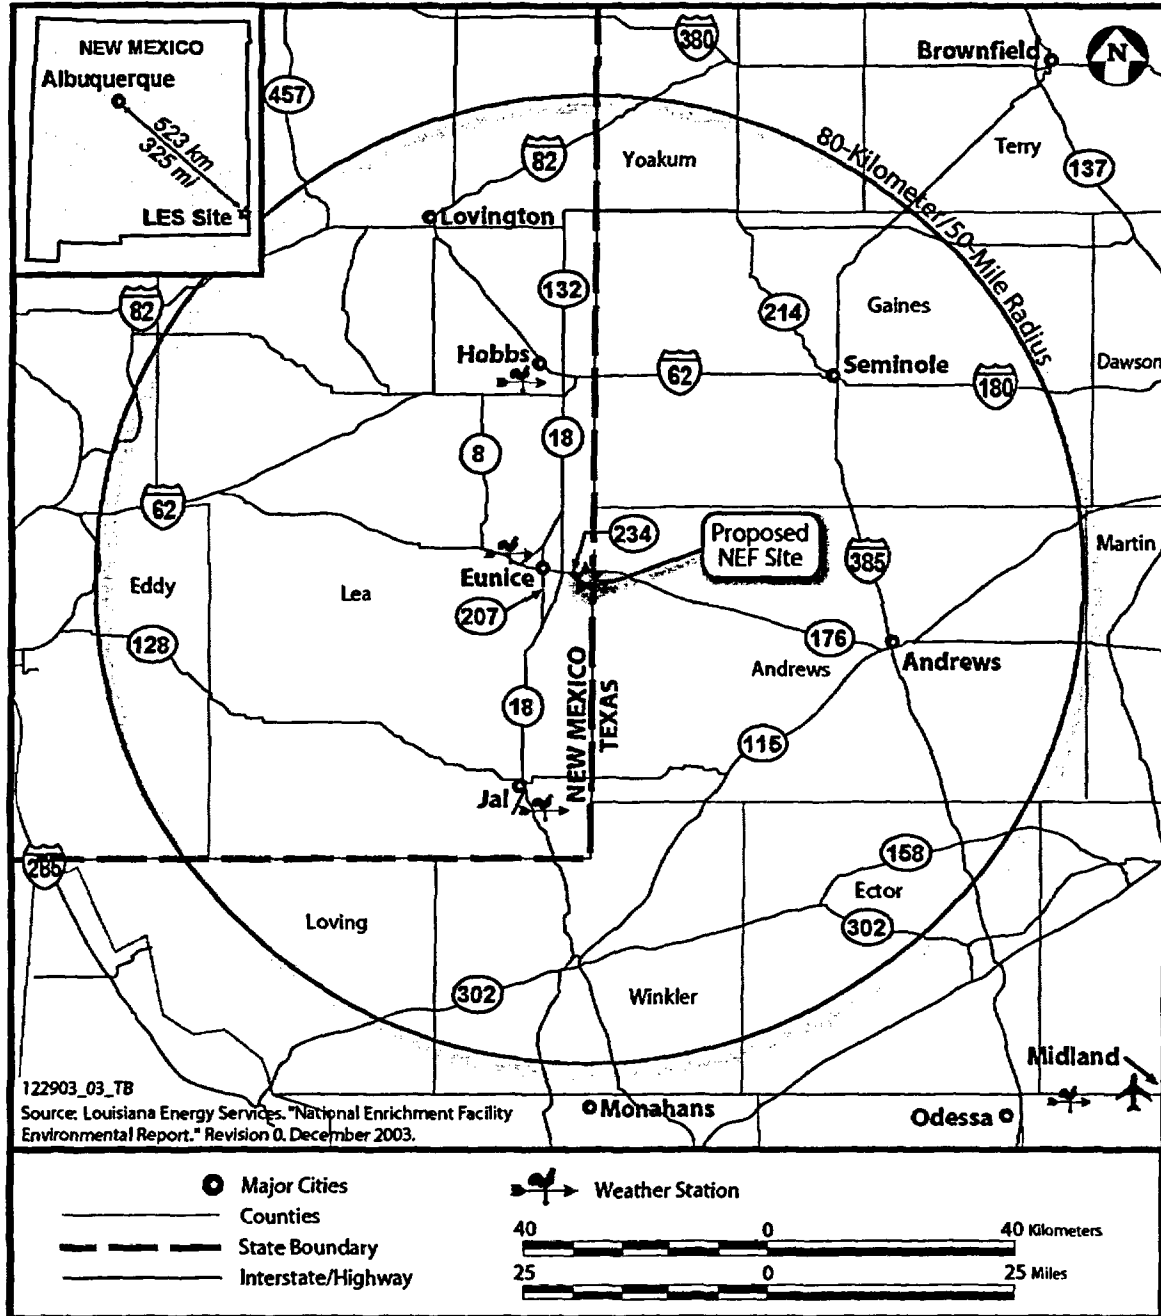 NEW MEXICO
Albuquerque
523 km
325 mi
LES Site
457
380
Brownfield
N
82
Yoakum
80-Kilometer/50-Mile Radius
Terry
137
Lovington
82
132
214
Gaines
Hobbs
62
Seminole
180
Dawson
8
18
62
234
Proposed
NEF Site
385
Martin
Eddy
Lea
Eunice
207
128
176
Andrews
Andrews
18
NEW MEXICO
TEXAS
115
Jal
285
158
Ector
Loving
302
302
Winkler
Midland
122903_03_TB
Source: Louisiana Energy Services. "National Enrichment Facility
Environmental Report." Revision 0. December 2003.
Monahans
Odessa
Major Cities
Counties
State Boundary
Interstate/Highway
Weather Station
40 0 40 Kilometers
25 0 25 Miles